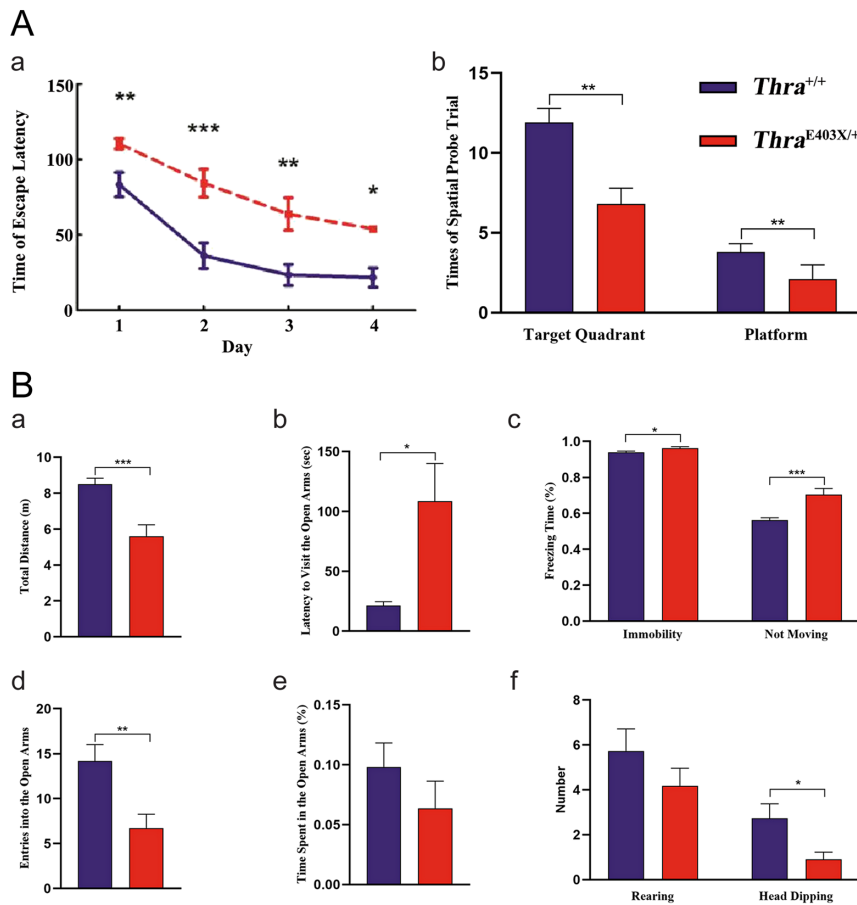 A
a
150
100
50
0
**
***
**
*
1
2
3
4
Time of Escape Latency
Day
b
15
10
5
0
**
**
Times of Spatial Probe Trial
Target Quadrant
Platform
Thra+/+
ThraE403X/+
B
a
10
8
6
4
2
0
***
Total Distance (m)
b
150
100
50
0
*
Latency to Visit the Open Arms (sec)
c
1.0
0.8
0.6
0.4
0.2
0.0
*
***
Freezing Time (%)
Immobility
Not Moving
d
20
15
10
5
0
**
Entries into the Open Arms
e
0.15
0.10
0.05
0.00
Time Spent in the Open Arms (%)
f
8
6
4
2
0
*
Number
Rearing
Head Dipping